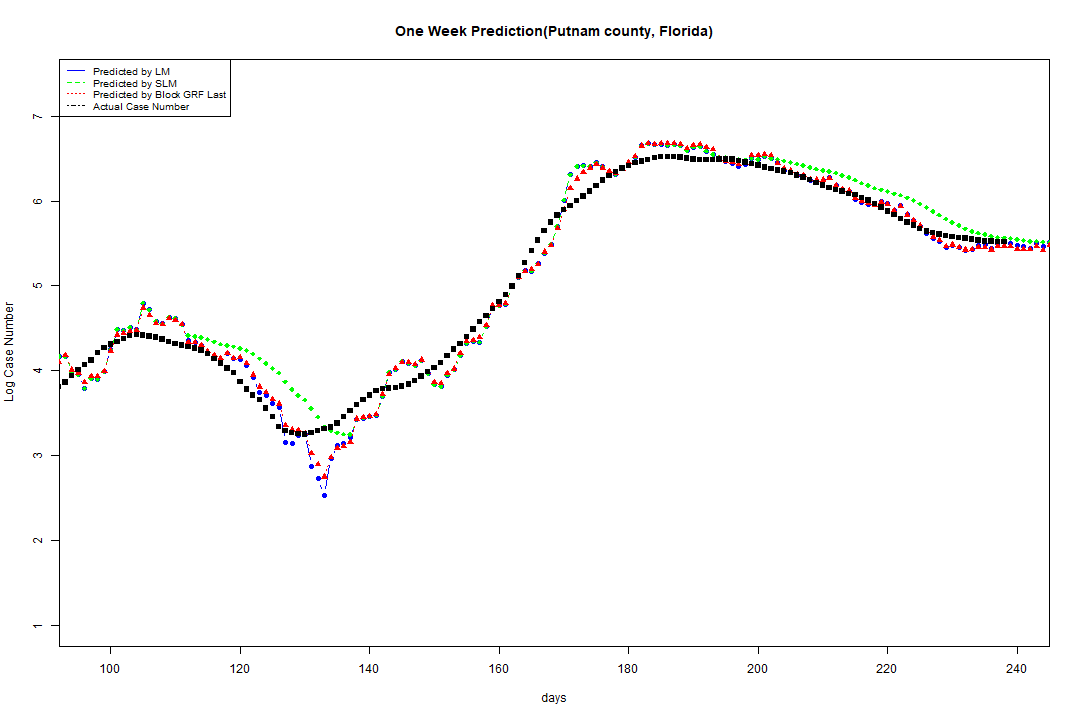 One Week Prediction(Putnam county, Florida)
Predicted by LM
Predicted by SLM
Predicted by Block GRF Last
Actual Case Number
7
6
5
4
3
2
1
Log Case Number
100 120 140 160 180 200 220 240
days